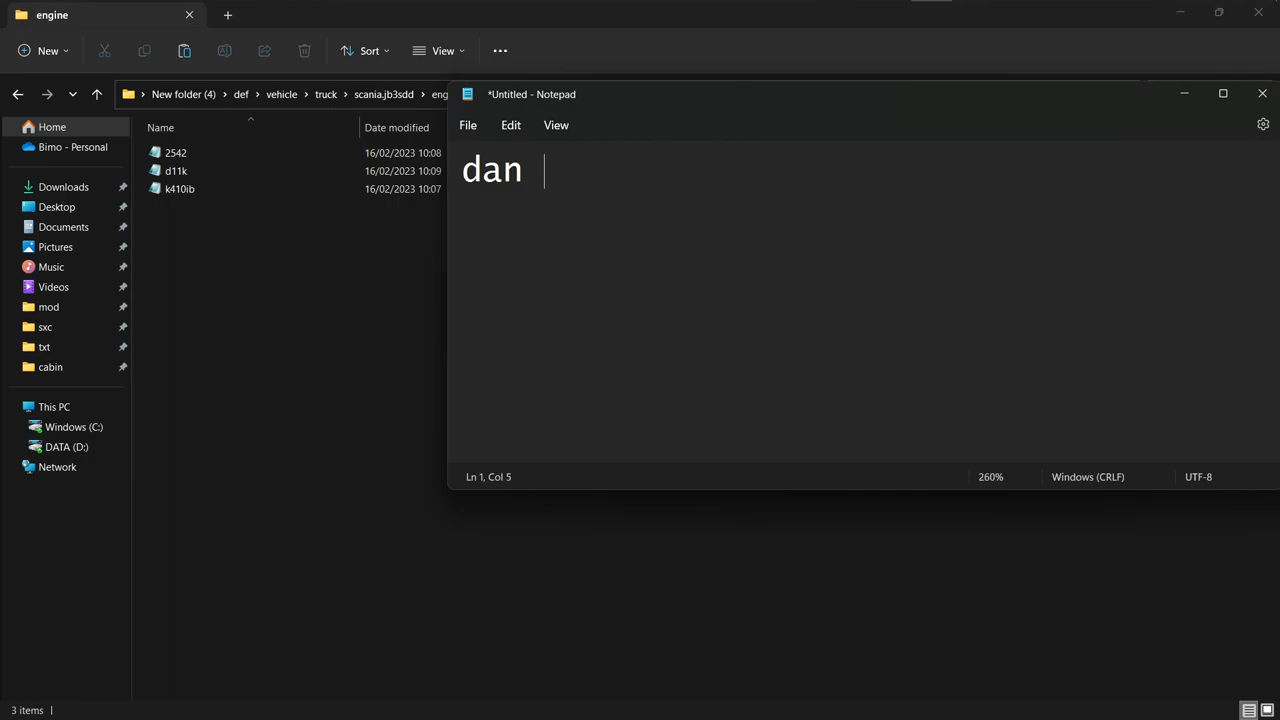 engine
New
Sort
View
New folder (4) > def > vehicle > truck > scania.jb3sdd > eng
*Untitled - Notepad
File Edit View
dan
Home
Bimo - Personal
Downloads
Desktop
Documents
Pictures
Music
Videos
mod
sxc
txt
cabin
This PC
Windows (C:)
DATA (D:)
Network
Name Date modified
2542 16/02/2023 10:08
d11k 16/02/2023 10:09
k410ib 16/02/2023 10:07
Ln 1, Col 5 260% Windows (CRLF) UTF-8
3 items